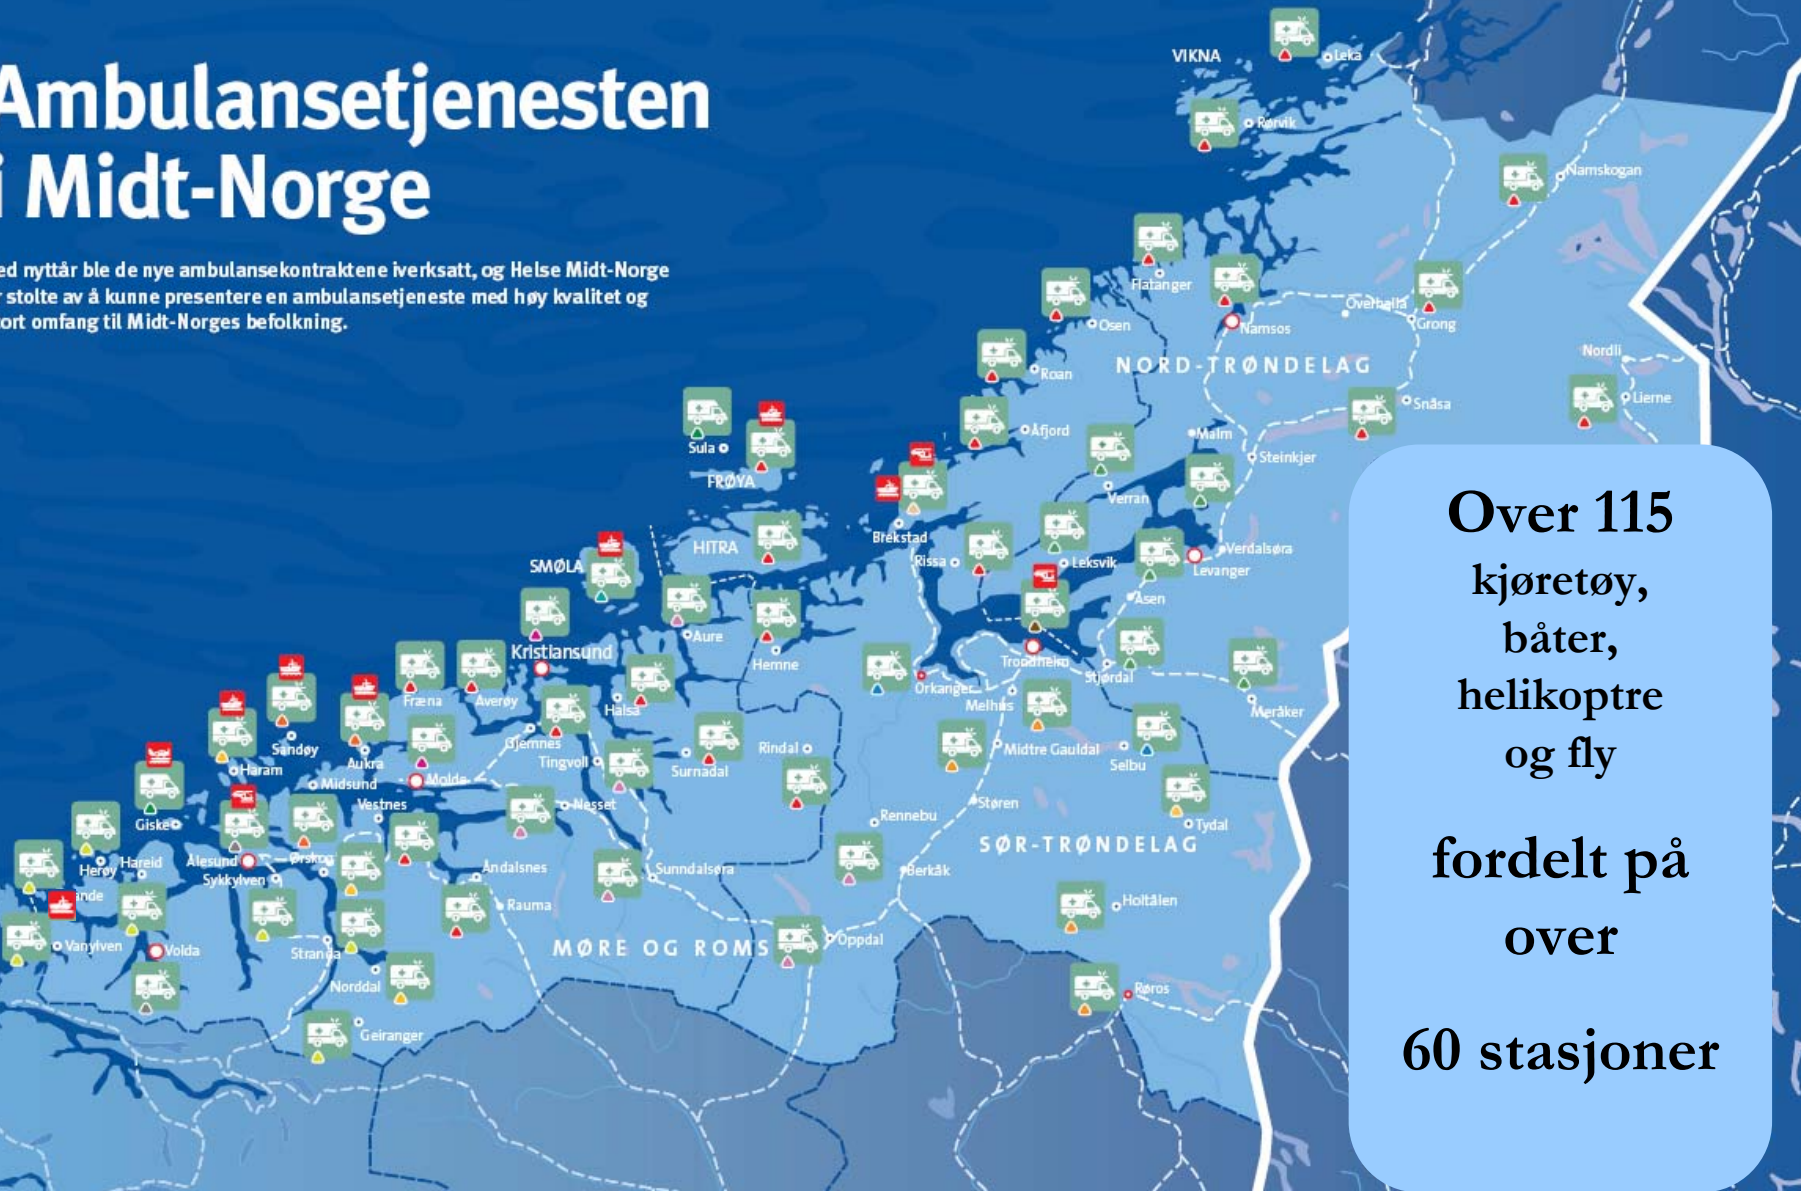 Ambulansetjenesten
i Midt-Norge
ed nyttår ble de nye ambulansekontraktene iverksatt, og Helse Midt-Norge
r stolte av å kunne presentere en ambulansetjeneste med høy kvalitet og
ort omfang til Midt-Norges befolkning.
VIKNA
Leka
Rørvik
Namskogan
Flatanger
Overhalla
Osen
Namsos
Grong
Nordli
NORD-TRØNDELAG
Roan
Lierne
Snåsa
Åfjord
Malm
Sula
Steinkjer
FRØYA
Verran
Brekstad
HITRA
Verdalsøra
Rissa
Leksvik
SMØLA
Levanger
Åsen
Aure
Kristiansund
Trondheim
Hemne
Stjørdal
Orkanger
Fræna
Averøy
Melhus
Halsa
Meråker
Gjemnes
Sandøy
Rindal
Midtre Gauldal
Aukra
Tingvoll
Selbu
Haram
Surnadal
Molde
Midsund
Vestnes
Nesset
Støren
Rennebu
Giske
Tydal
SØR-TRØNDELAG
Ørskog
Ålesund
Hareid
Herøy
Åndalsnes
Sunndalsøra
Berkåk
Sykkylven
ande
Holtålen
Rauma
Oppdal
Vanylven
Volda
MØRE OG ROMS
Stranda
Norddal
Røros
Geiranger
Over 115
kjøretøy,
båter,
helikoptre
og fly
fordelt på
over
60 stasjoner